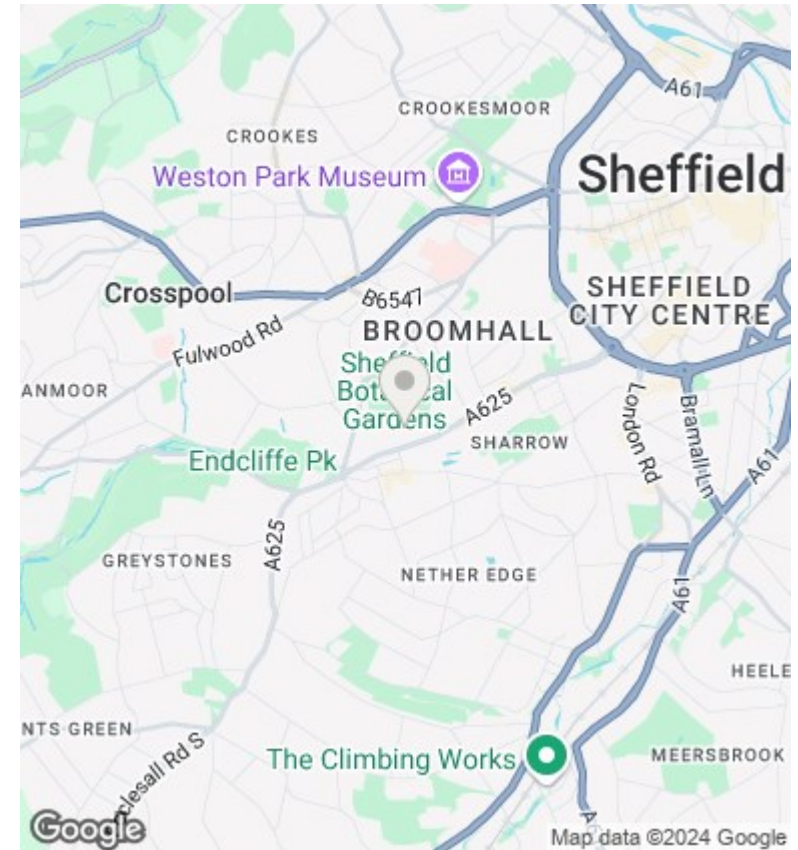 A61
CROOKESMOOR
CROOKES
Weston Park Museum
Sheffield
Crosspool
B6547
SHEFFIELD
CITY CENTRE
BROOMHALL
Fulwood Rd
ANMOOR
Sheffield
Botanical
Gardens
A625
SHARROW
London Rd
Bramall Ln
A61
Endcliffe Pk
A625
GREYSTONES
NETHER EDGE
A61
HEELE
NTS GREEN
clesall Rd S
The Climbing Works
MEERSBROOK
Google
Map data ©2024 Google